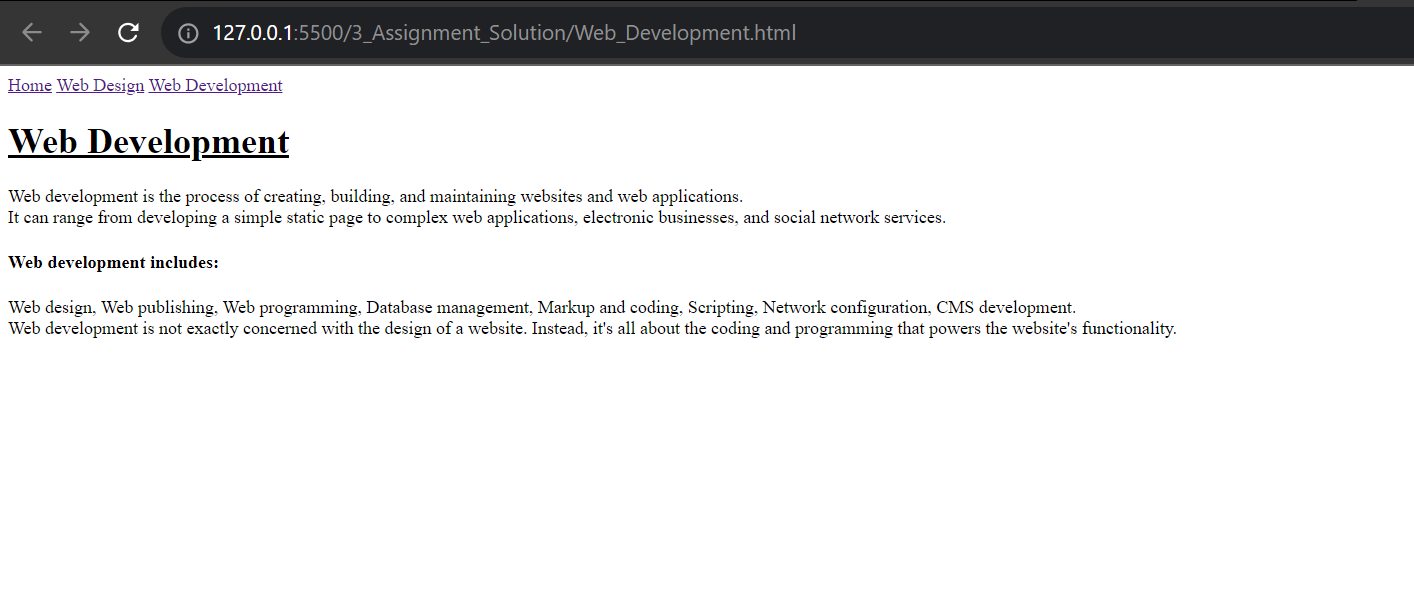 127.0.0.1:5500/3_Assignment_Solution/Web_Development.html
Home Web Design Web Development
Web Development
Web development is the process of creating, building, and maintaining websites and web applications.
It can range from developing a simple static page to complex web applications, electronic businesses, and social network services.
Web development includes:
Web design, Web publishing, Web programming, Database management, Markup and coding, Scripting, Network configuration, CMS development.
Web development is not exactly concerned with the design of a website. Instead, it's all about the coding and programming that powers the website's functionality.